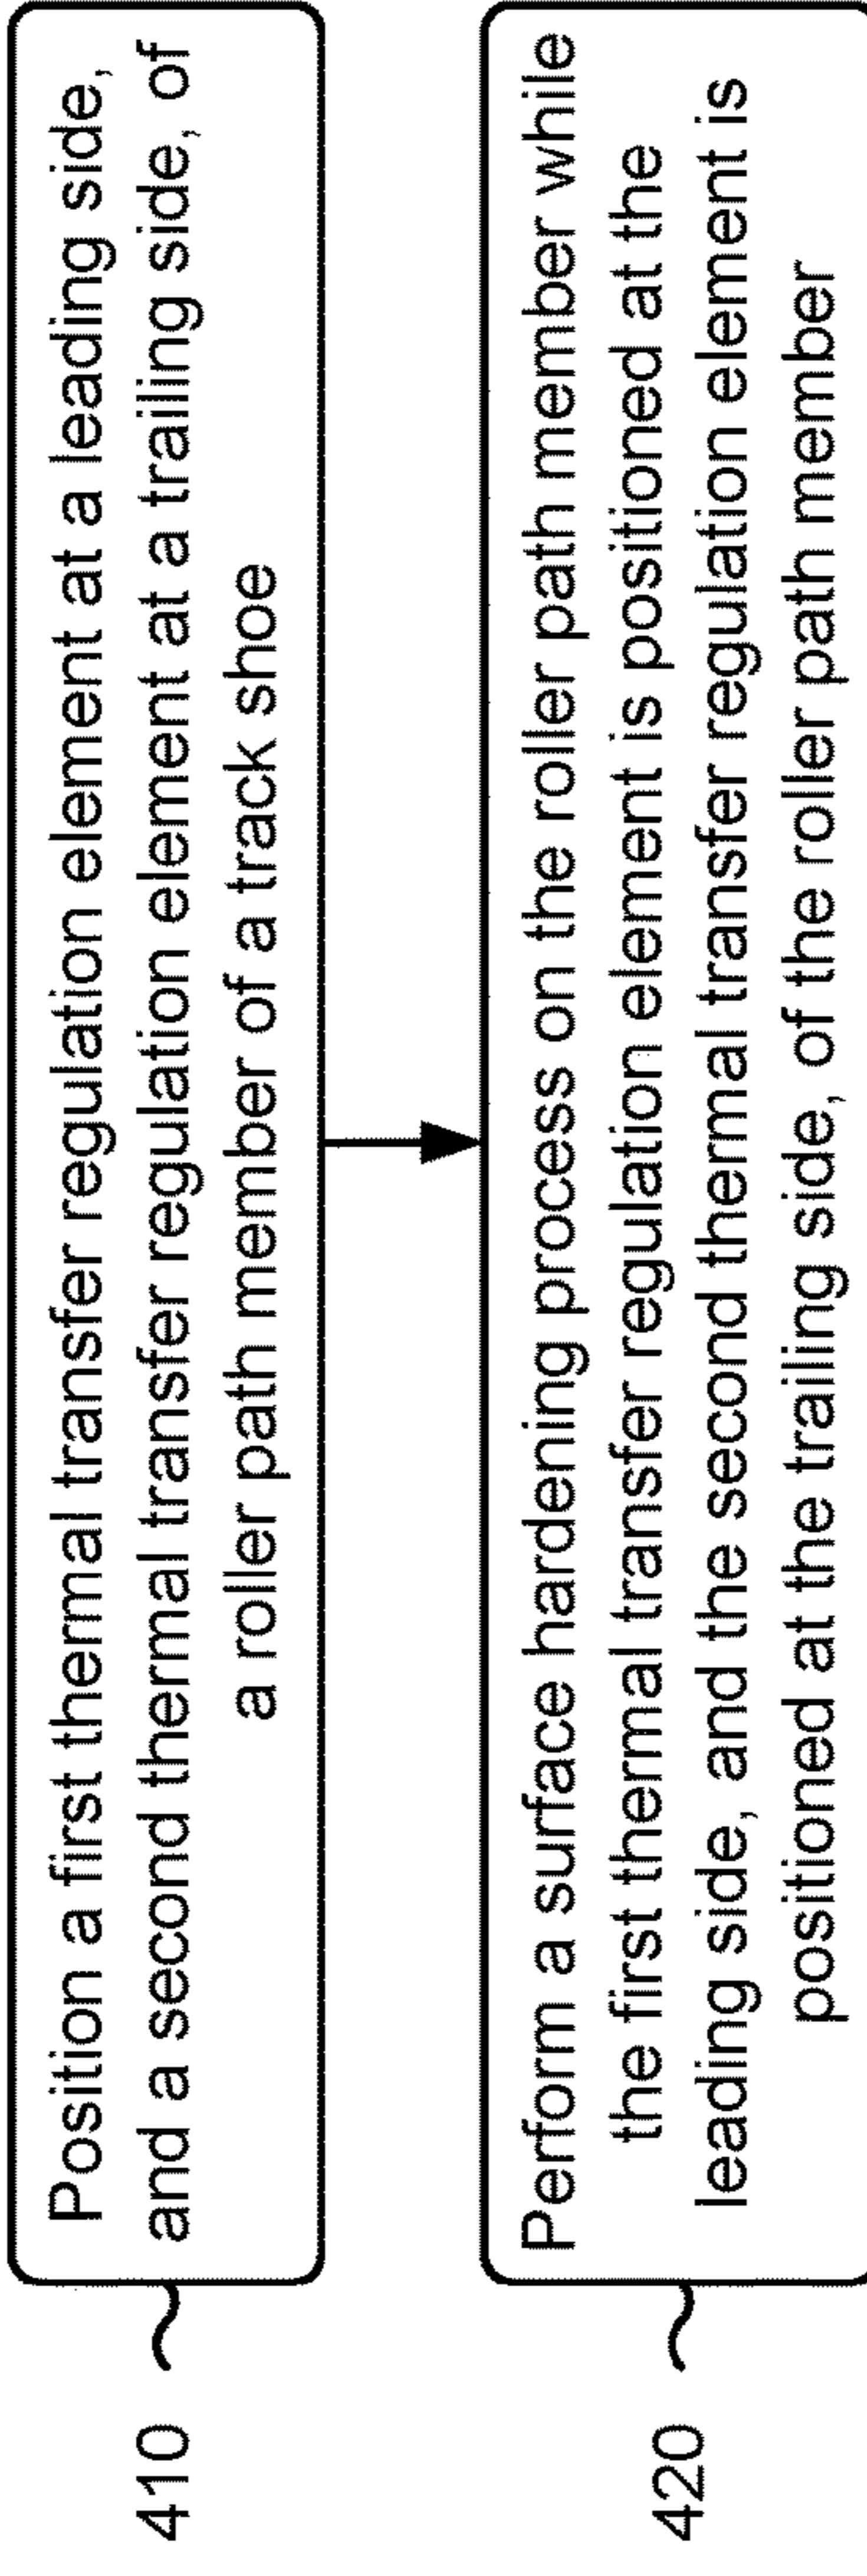 410
Position a first thermal transfer regulation element at a leading side,
and a second thermal transfer regulation element at a trailing side, of
a roller path member of a track shoe
420
Perform a surface hardening process on the roller path member while
the first thermal transfer regulation element is positioned at the
leading side, and the second thermal transfer regulation element is
positioned at the trailing side, of the roller path member